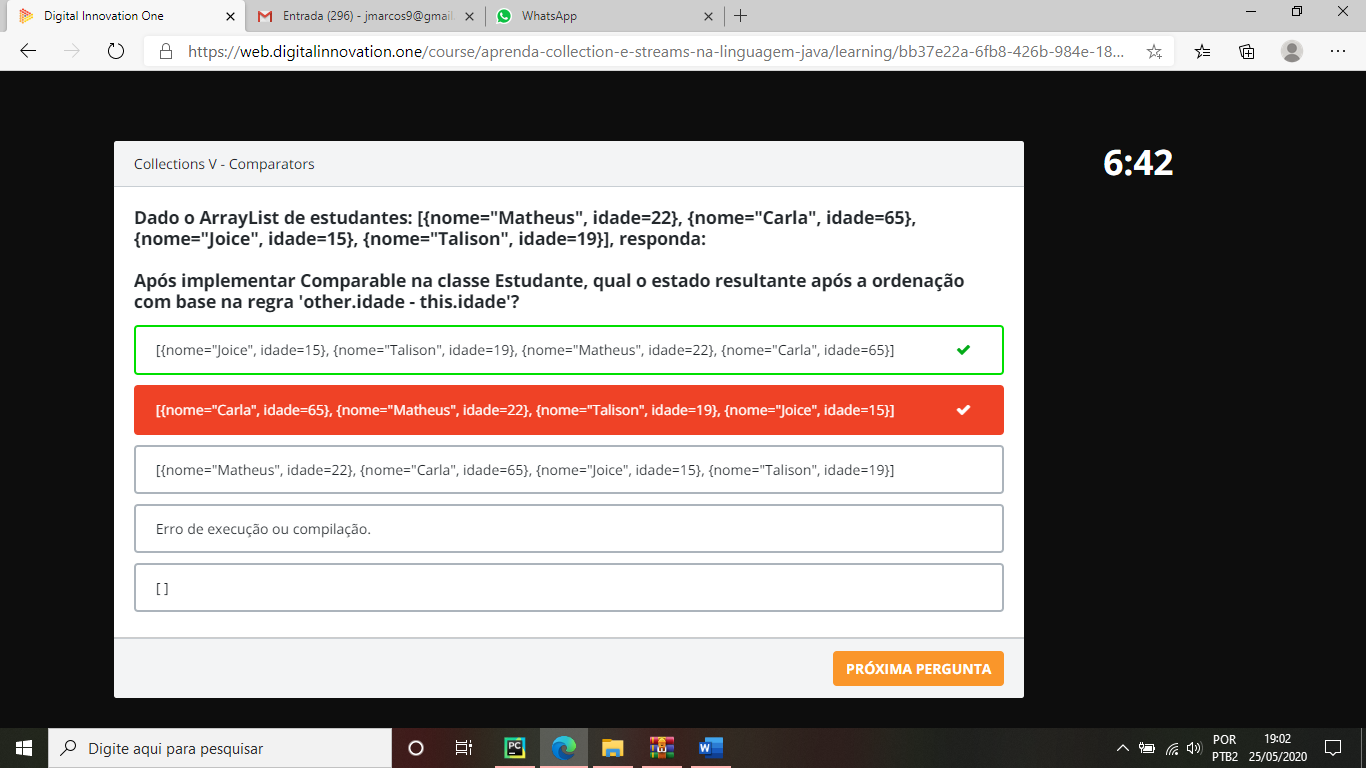 Digital Innovation One
Entrada (296) - jmarcos9@gmail.
WhatsApp
https://web.digitalinnovation.one/course/aprenda-collection-e-streams-na-linguagem-java/learning/bb37e22a-6fb8-426b-984e-18...
Collections V - Comparators
6:42
Dado o ArrayList de estudantes: [{nome="Matheus", idade=22}, {nome="Carla", idade=65},
{nome="Joice", idade=15}, {nome="Talison", idade=19}], responda:
Após implementar Comparable na classe Estudante, qual o estado resultante após a ordenação
com base na regra 'other.idade - this.idade'?
[{nome="Joice", idade=15}, {nome="Talison", idade=19}, {nome="Matheus", idade=22}, {nome="Carla", idade=65}]
[{nome="Carla", idade=65}, {nome="Matheus", idade=22}, {nome="Talison", idade=19}, {nome="Joice", idade=15}]
[{nome="Matheus", idade=22}, {nome="Carla", idade=65}, {nome="Joice", idade=15}, {nome="Talison", idade=19}]
Erro de execução ou compilação.
[ ]
PRÓXIMA PERGUNTA
Digite aqui para pesquisar
PC
W
POR
PTB2
19:02
25/05/2020